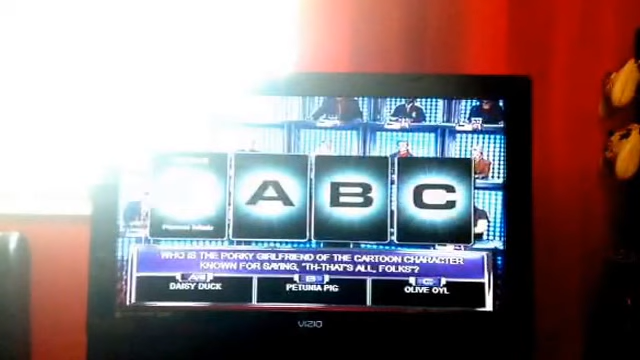 A B C
WHO IS THE PORKY GIRLFRIEND OF THE CARTOON CHARACTER
KNOWN FOR SAYING, "TH-THAT'S ALL, FOLKS"?
A B C
DAISY DUCK PETUNIA PIG OLIVE OYL
VIZIO